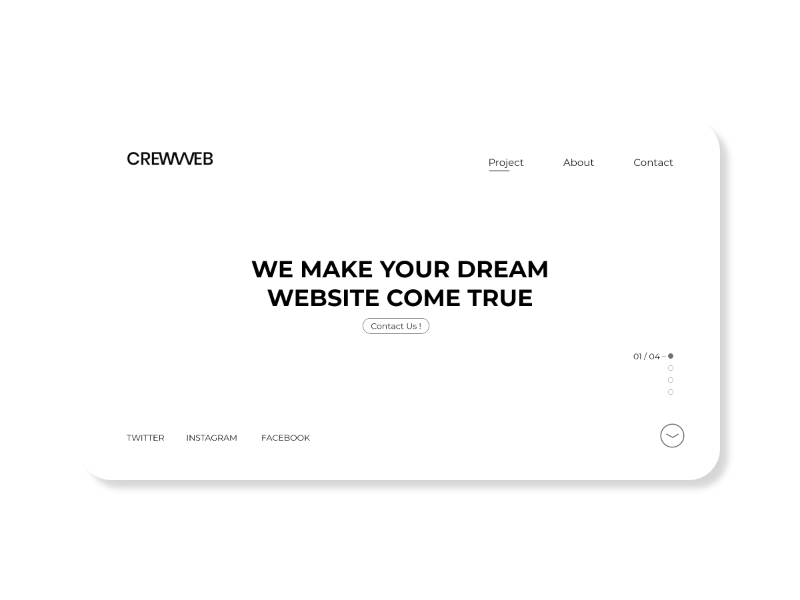 CREWWEB
Project About Contact
WE MAKE YOUR DREAM
WEBSITE COME TRUE
Contact Us !
01 / 04
TWITTER INSTAGRAM FACEBOOK